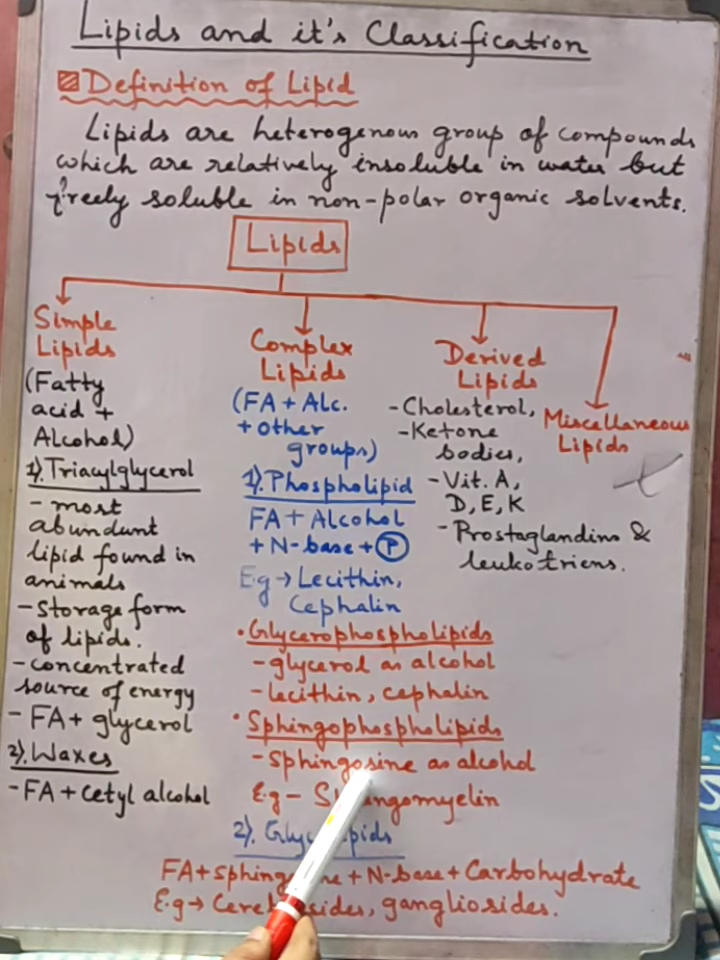 Lipids and it's Classification
Definition of Lipid
Lipids are heterogenous group of compounds
which are relatively insoluble in water but
freely soluble in non-polar organic solvents.
Lipids
Simple
Lipids
(Fatty
acid +
Alcohol)
1). Triacylglycerol
- most
abundunt
lipid found in
animals
- Storage form
of lipids.
- concentrated
source of energy
- FA + glycerol
2). Waxes
- FA + cetyl alcohol
Complex
Lipids
(FA + Alc.
+ other
groups)
1). Phospholipid
FA + Alcohol
+ N-base + P
E.g → Lecithin,
Cephalin
• Glycerophospholipids
- glycerol as alcohol
- lecithin, cephalin
• Sphingophospholipids
- Sphingosine as alcohol
E.g -
2).
FA + + N-base + Carbohydrate
E.g → gangliosides.
Derived
Lipids
- Cholesterol,
- Ketone
bodies,
- Vit. A,
D, E, K
- Prostaglandins &
leukotriens.
Miscellaneous
Lipids